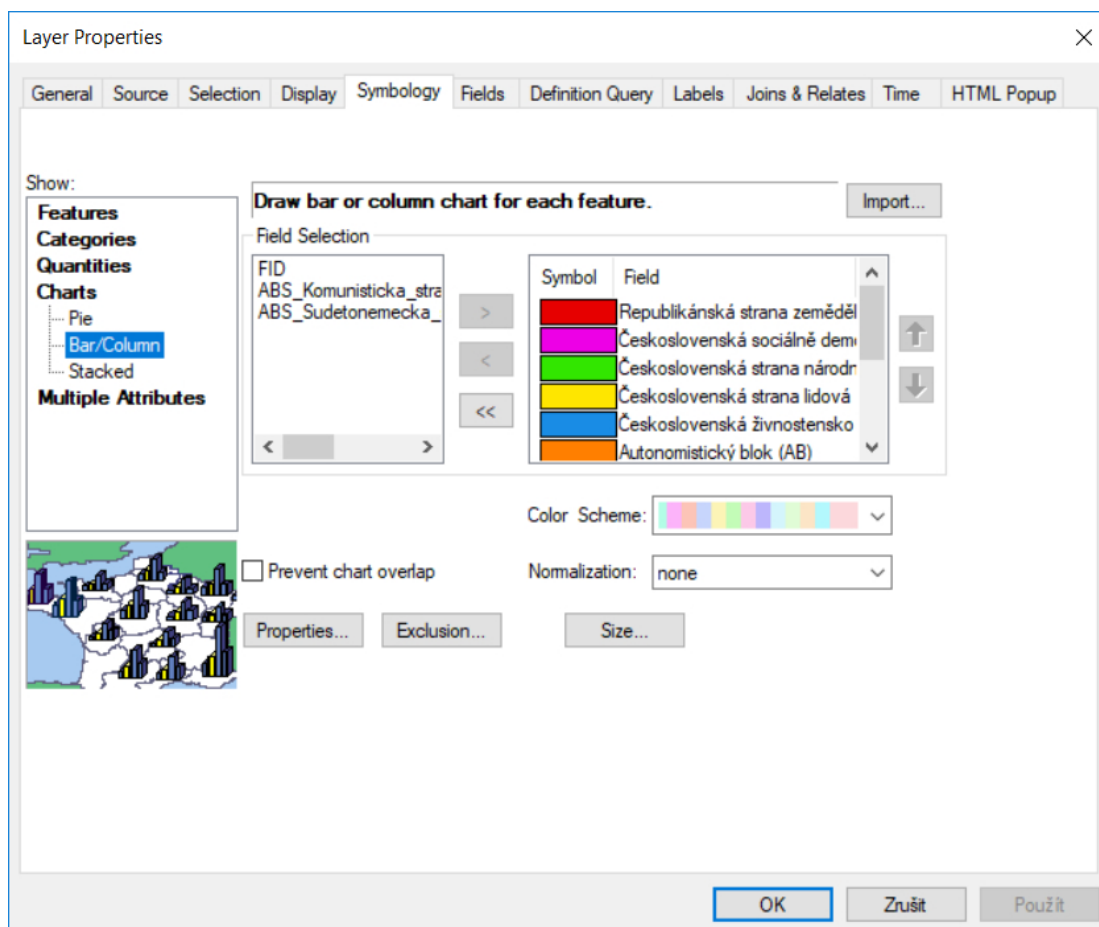 Layer Properties
General Source Selection Display Symbology Fields Definition Query Labels Joins & Relates Time HTML Popup
Show:
Features
Categories
Quantities
Charts
Pie
Bar/Column
Stacked
Multiple Attributes
Draw bar or column chart for each feature.
Import...
Field Selection
FID
ABS_Komunisticka_stra
ABS_Sudetonemecka_
>
<
<<
Symbol Field
Republikánská strana zeměděl
Československá sociálně dem
Československá strana národn
Československá strana lidová
Československá živnostensko
Autonomistický blok (AB)
Color Scheme:
Prevent chart overlap
Normalization: none
Properties... Exclusion... Size...
OK Zrušit Použít